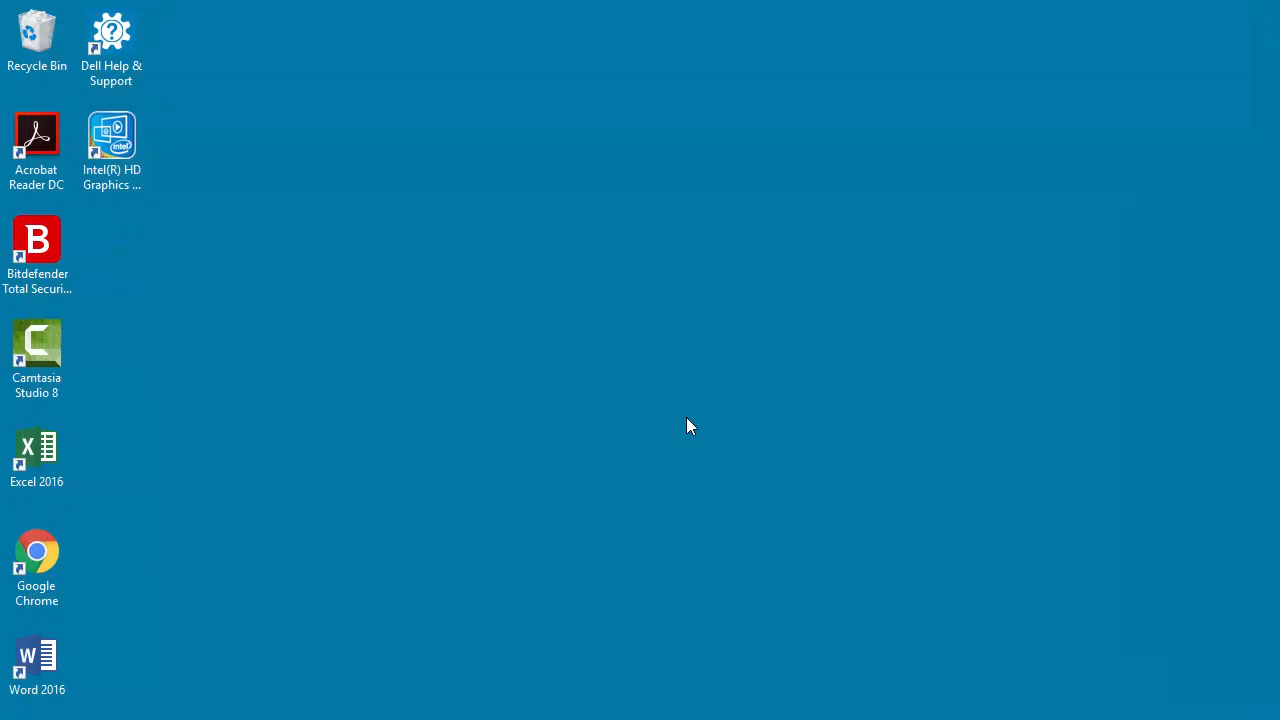 Recycle Bin
Dell Help &
Support
Acrobat
Reader DC
Intel(R) HD
Graphics ...
intel
B
Bitdefender
Total Securi...
C
Camtasia
Studio 8
X
Excel 2016
Google
Chrome
W
Word 2016